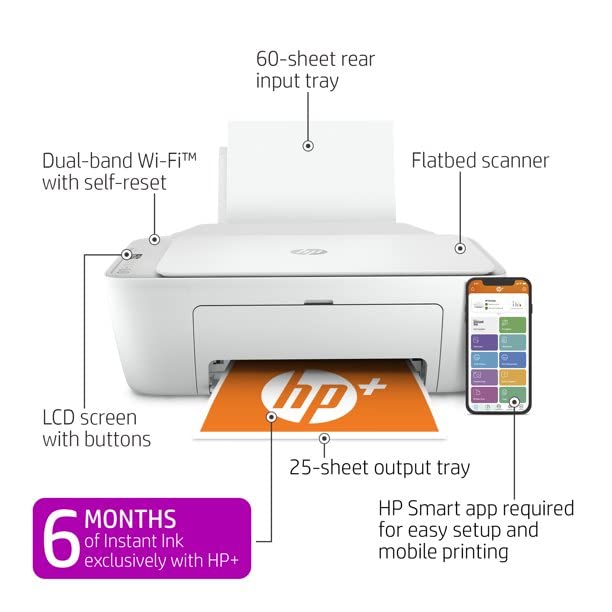 60-sheet rear
input tray
Dual-band Wi-Fi™
with self-reset
Flatbed scanner
hp
LCD screen
with buttons
hp+
25-sheet output tray
HP Smart app required
for easy setup and
mobile printing
6 MONTHS
of Instant Ink
exclusively with HP+